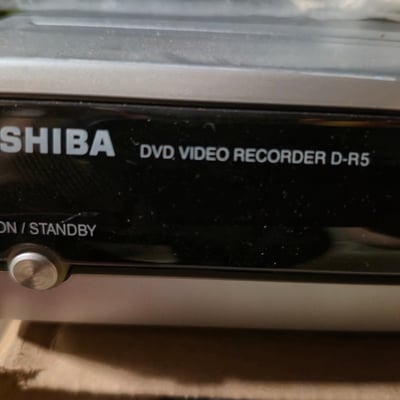 SHIBA DVD VIDEO RECORDER D-R5
ON / STANDBY